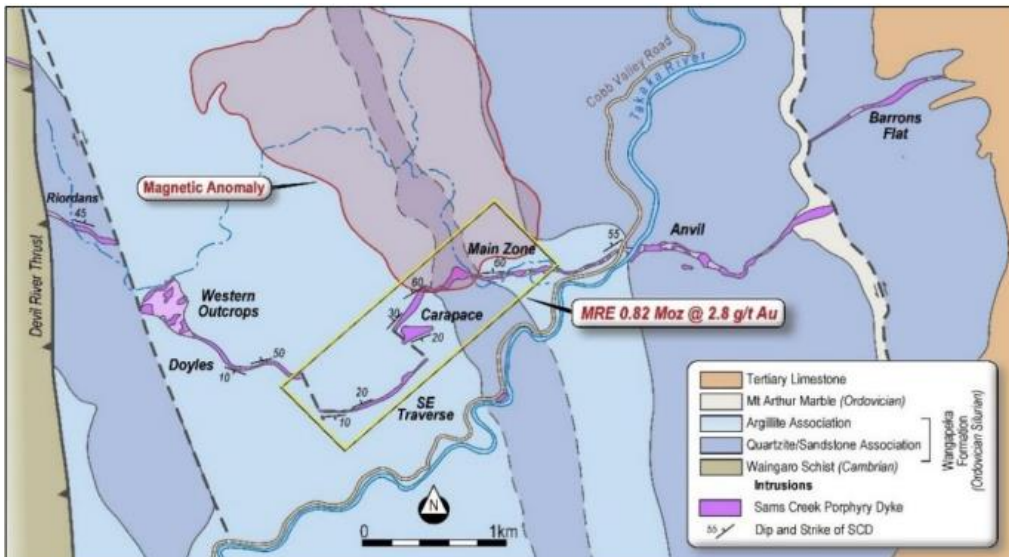 Cobb Valley Road
Takaka River
Barrons
Flat
Magnetic Anomaly
Riordans
45
Devil River Thrust
Anvil
55
Main Zone
60
60
Western
Outcrops
30
Carapace
20
MRE 0.82 Moz @ 2.8 g/t Au
Doyles
50
10
20
10
SE
Traverse
N
0
1km
Tertiary Limestone
Mt Arthur Marble (Ordovician)
Argillite Association
Quartzite/Sandstone Association
Waingaro Schist (Cambrian)
Wangapeka
Formation
(Ordovician Silurian)
Intrusions
Sams Creek Porphyry Dyke
55
Dip and Strike of SCD